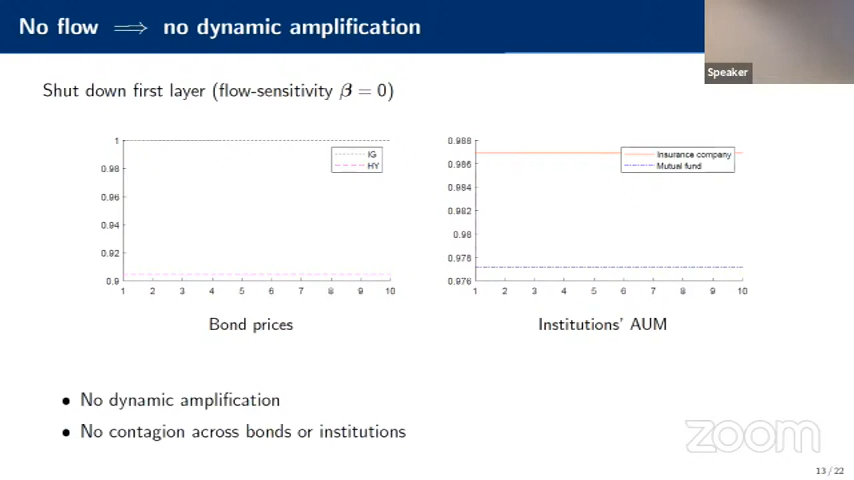 No flow ⟹ no dynamic amplification
Speaker
Shut down first layer (flow-sensitivity β = 0)
1
0.98
0.96
0.94
0.92
0.9
1 2 3 4 5 6 7 8 9 10
IG
HY
Bond prices
0.988
0.986
0.984
0.982
0.98
0.978
0.976
1 2 3 4 5 6 7 8 9 10
Insurance company
Mutual fund
Institutions' AUM
• No dynamic amplification
• No contagion across bonds or institutions
zoom
13 / 22